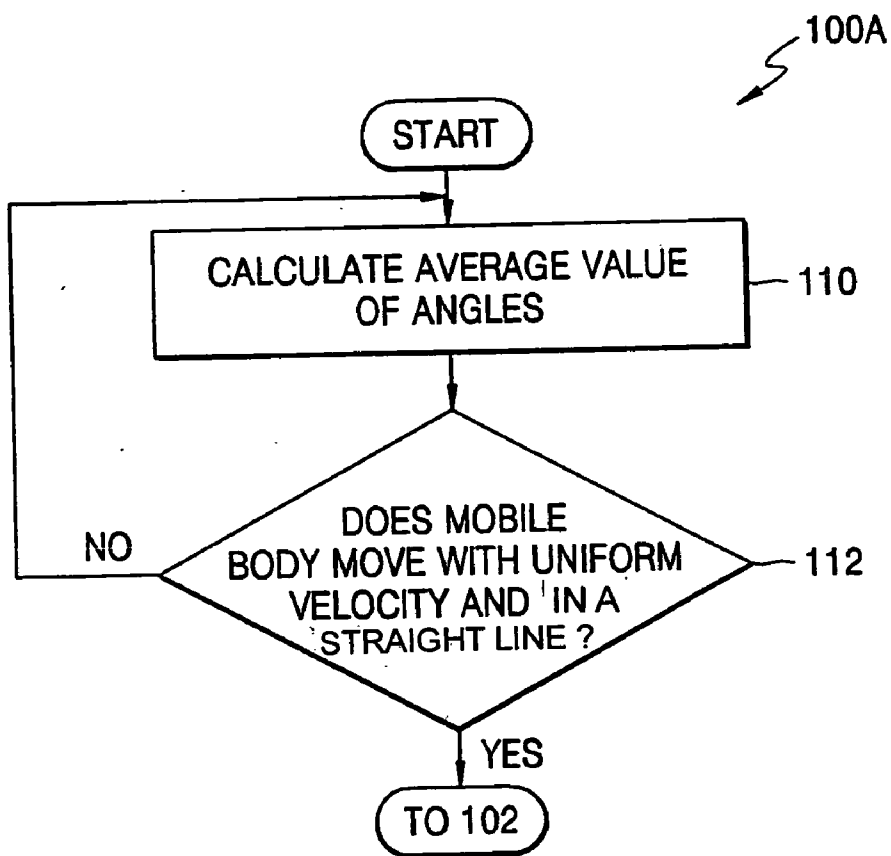 100A
START
CALCULATE AVERAGE VALUE
OF ANGLES
110
DOES MOBILE
BODY MOVE WITH UNIFORM
VELOCITY AND IN A
STRAIGHT LINE ?
112
NO
YES
TO 102